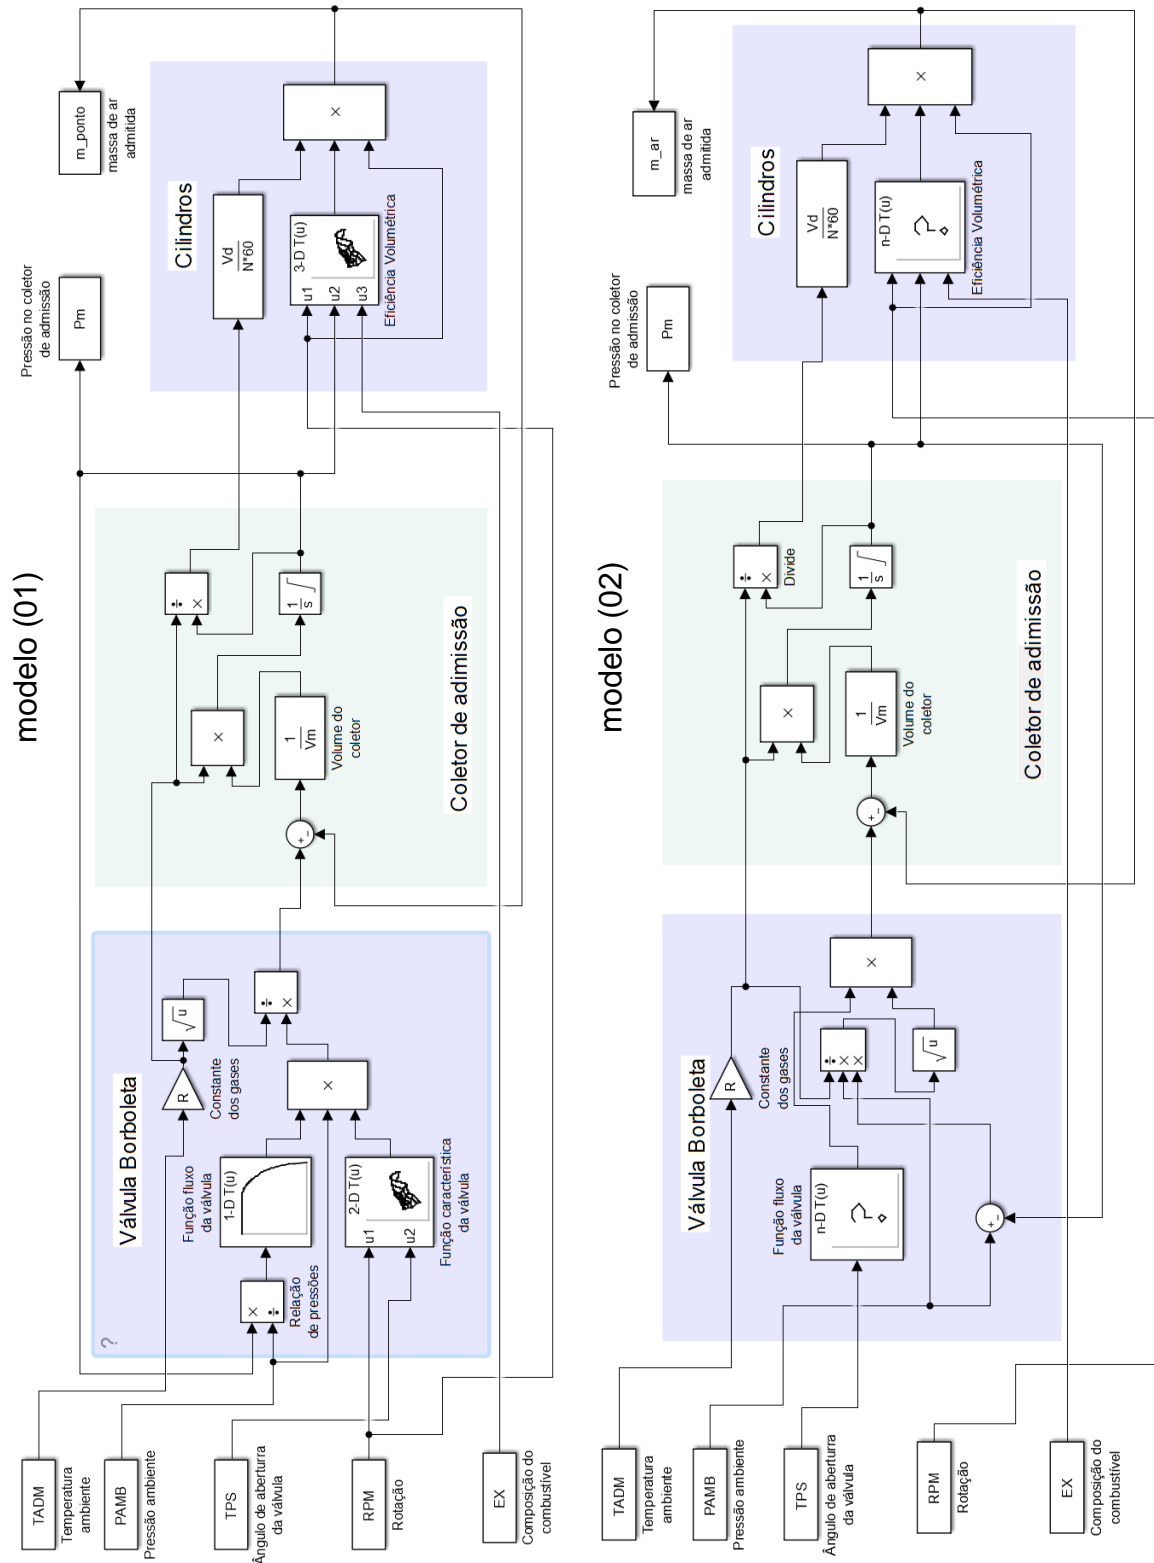 modelo (01)
TADM
Temperatura
ambiente
PAMB
Pressão ambiente
TPS
Ângulo de aberturra
da válvula
RPM
Rotação
EX
Composição do
combustível
?
Válvula Borboleta
R
Constante
dos gases
√u
Função fluxo
da válvula
1-D T(u)
×
÷
Relação
de pressões
2-D T(u)
u1
u2
Função característica
da válvula
×
÷
×
Coletor de adimissão
+
-
1
Vm
Volume do
coletor
×
÷
×
1
s
Pressão no coletor
de admissão
Pm
Cilindros
Vd
N*60
3-D T(u)
u1
u2
u3
Eficiência Volumétrica
×
m_ponto
massa de ar
admitida
modelo (02)
TADM
Temperatura
ambiente
PAMB
Pressão ambiente
TPS
Ângulo de aberturra
da válvula
RPM
Rotação
EX
Composição do
combustível
Válvula Borboleta
R
Constante
dos gases
Função fluxo
da válvula
n-D T(u)
?
+
-
÷
×
×
√u
×
Coletor de adimissão
+
-
1
Vm
Volume do
coletor
×
÷
×
Divide
1
s
Pressão no coletor
de admissão
Pm
Cilindros
Vd
N*60
n-D T(u)
?
Eficiência Volumétrica
×
m_ar
massa de ar
admitida